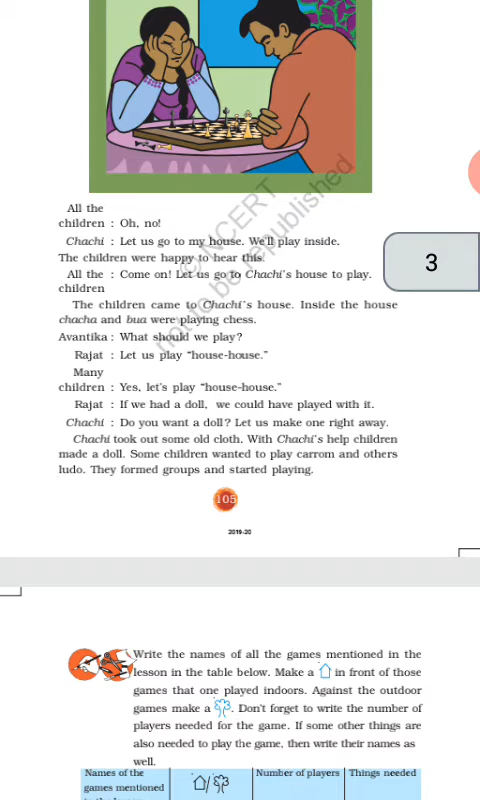 All the
children : Oh, no!
Chachi : Let us go to my house. We'll play inside.
The children were happy to hear this.
All the : Come on! Let us go to Chachi's house to play.
children
The children came to Chachi's house. Inside the house
chacha and bua were playing chess.
Avantika : What should we play?
Rajat : Let us play “house-house.”
Many
children : Yes, let's play “house-house.”
Rajat : If we had a doll, we could have played with it.
Chachi : Do you want a doll? Let us make one right away.
Chachi took out some old cloth. With Chachi's help children
made a doll. Some children wanted to play carrom and others
ludo. They formed groups and started playing.
© NCERT
not to be republished
3
105
2019-20
Write the names of all the games mentioned in the
lesson in the table below. Make a in front of those
games that one played indoors. Against the outdoor
games make a . Don't forget to write the number of
players needed for the game. If some other things are
also needed to play the game, then write their names as
well.
Names of the / Number of players Things needed
games mentioned